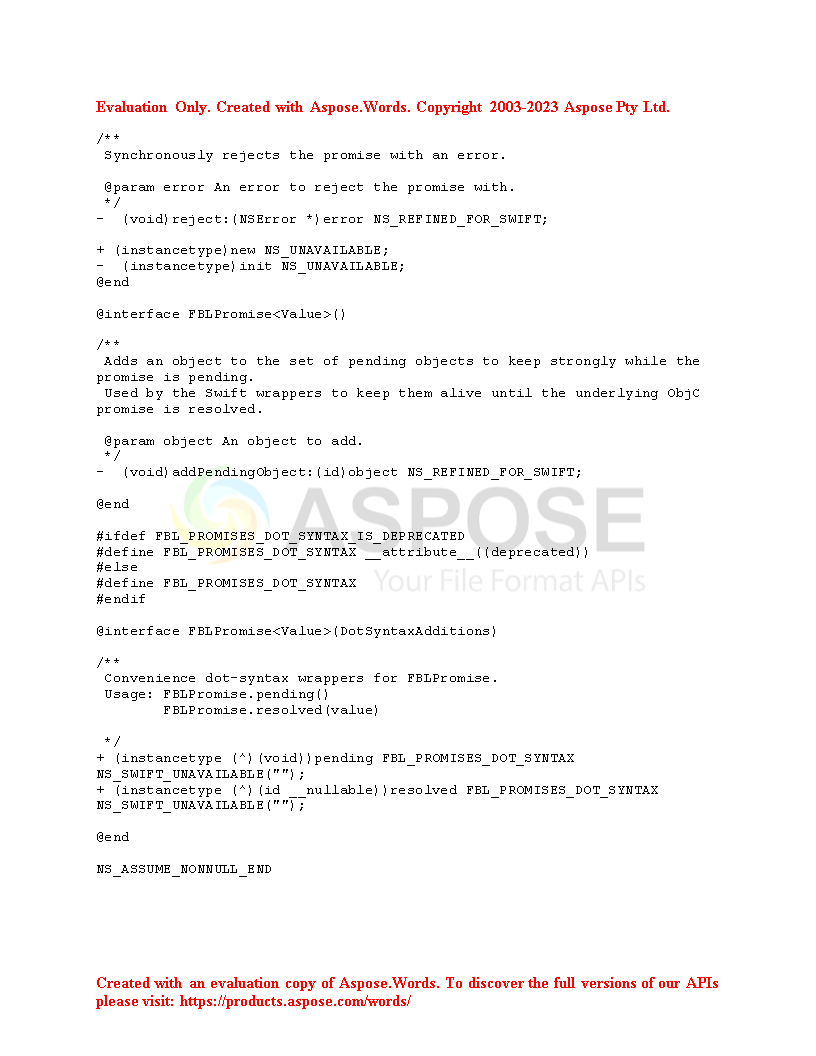 Evaluation Only. Created with Aspose.Words. Copyright 2003-2023 Aspose Pty Ltd.
/**
 Synchronously rejects the promise with an error.

 @param error An error to reject the promise with.
 */
-  (void)reject:(NSError *)error NS_REFINED_FOR_SWIFT;

+ (instancetype)new NS_UNAVAILABLE;
-  (instancetype)init NS_UNAVAILABLE;
@end

@interface FBLPromise<Value>()

/**
 Adds an object to the set of pending objects to keep strongly while the
promise is pending.
 Used by the Swift wrappers to keep them alive until the underlying ObjC
promise is resolved.

 @param object An object to add.
 */
-  (void)addPendingObject:(id)object NS_REFINED_FOR_SWIFT;

@end
ASPOSE
Your File Format APIs

#ifdef FBL_PROMISES_DOT_SYNTAX_IS_DEPRECATED
#define FBL_PROMISES_DOT_SYNTAX __attribute__((deprecated))
#else
#define FBL_PROMISES_DOT_SYNTAX
#endif

@interface FBLPromise<Value>(DotSyntaxAdditions)

/**
 Convenience dot-syntax wrappers for FBLPromise.
 Usage: FBLPromise.pending()
        FBLPromise.resolved(value)

 */
+ (instancetype (^)(void))pending FBL_PROMISES_DOT_SYNTAX
NS_SWIFT_UNAVAILABLE("");
+ (instancetype (^)(id __nullable))resolved FBL_PROMISES_DOT_SYNTAX
NS_SWIFT_UNAVAILABLE("");

@end

NS_ASSUME_NONNULL_END

Created with an evaluation copy of Aspose.Words. To discover the full versions of our APIs
please visit: https://products.aspose.com/words/